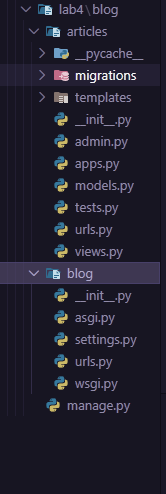 lab4\blog
articles
__pycache__
migrations
templates
__init__.py
admin.py
apps.py
models.py
tests.py
urls.py
views.py
blog
__init__.py
asgi.py
settings.py
urls.py
wsgi.py
manage.py